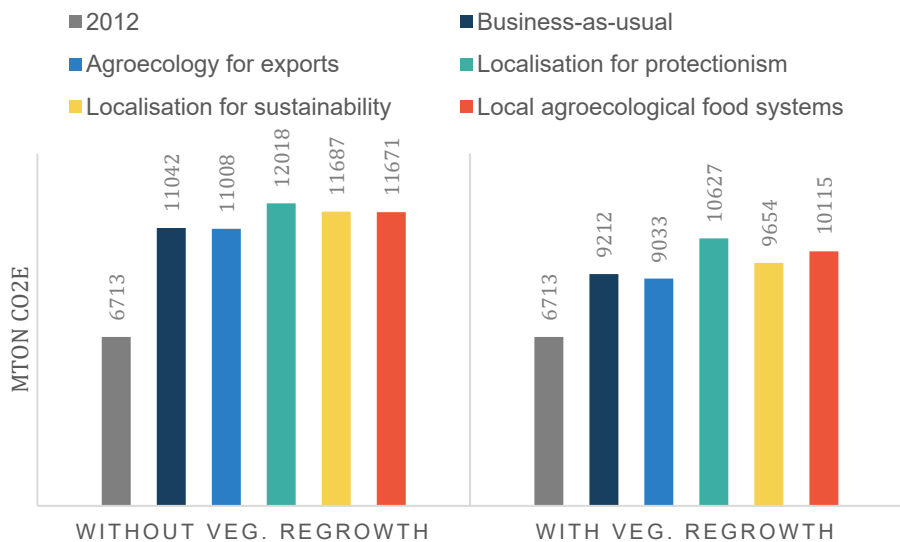 2012
Business-as-usual
Agroecology for exports
Localisation for protectionism
Localisation for sustainability
Local agroecological food systems
MTON CO2E
6713
11042
11008
12018
11687
11671
6713
9212
9033
10627
9654
10115
WITHOUT VEG. REGROWTH
WITH VEG. REGROWTH